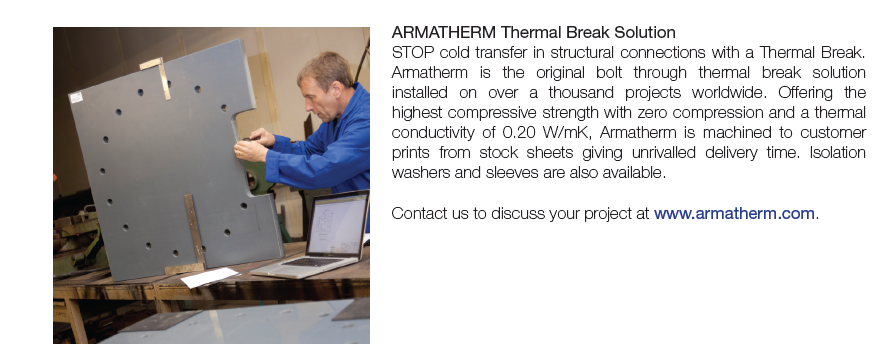 ARMATHERM Thermal Break Solution
STOP cold transfer in structural connections with a Thermal Break.
Armatherm is the original bolt through thermal break solution
installed on over a thousand projects worldwide. Offering the
highest compressive strength with zero compression and a thermal
conductivity of 0.20 W/mK, Armatherm is machined to customer
prints from stock sheets giving unrivalled delivery time. Isolation
washers and sleeves are also available.
Contact us to discuss your project at www.armatherm.com.